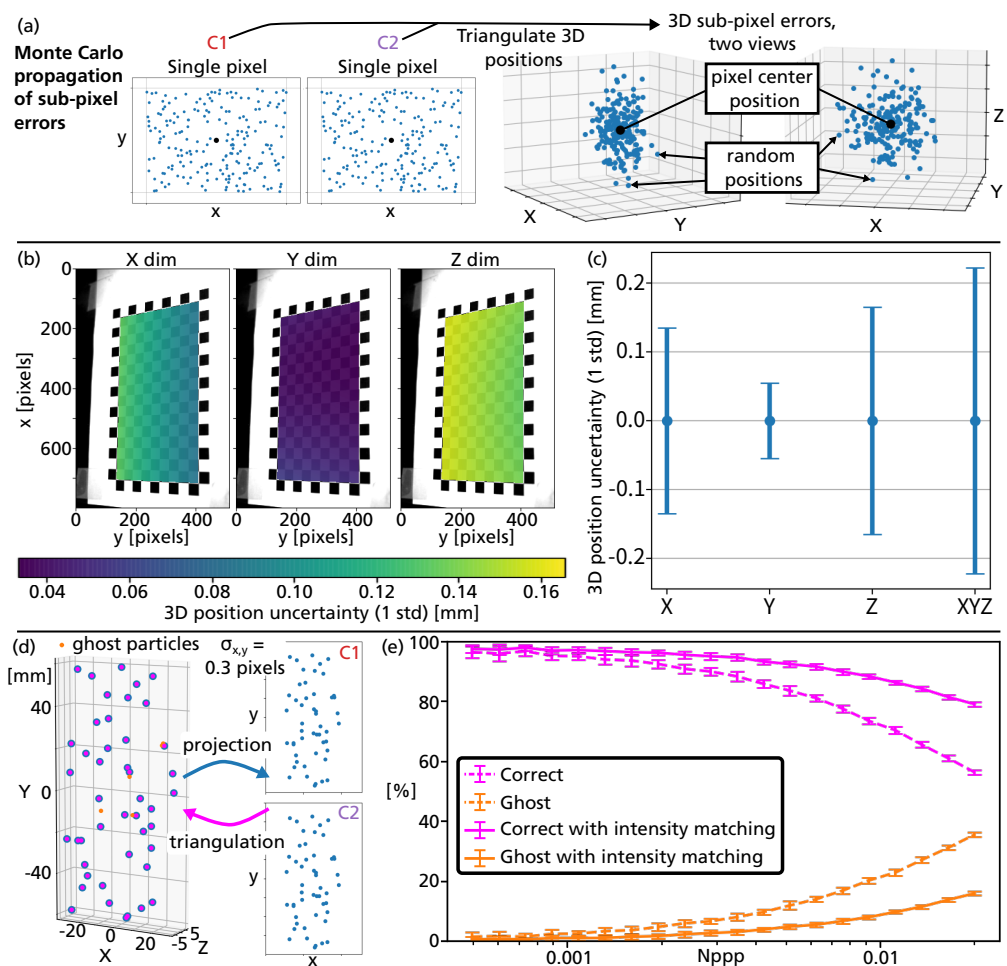 (a)
Monte Carlo
propagation
of sub-pixel
errors
C1
Single pixel
y
x
C2
Single pixel
x
Triangulate 3D
positions
3D sub-pixel errors,
two views
pixel center
position
random
positions
X
Y
X
Y
Z
(b)
X dim
Y dim
Z dim
0
200
400
600
x [pixels]
0 200 400
0 200 400
0 200 400
y [pixels]
y [pixels]
y [pixels]
0.04 0.06 0.08 0.10 0.12 0.14 0.16
3D position uncertainty (1 std) [mm]
(c)
3D position uncertainty (1 std) [mm]
0.2
0.1
0.0
-0.1
-0.2
X Y Z XYZ
(d)
ghost particles
[mm]
40
Y 0
-40
-20 0 20
X
-5 5
Z
σx,y =
0.3 pixels
projection
triangulation
C1
y
C2
y
x
(e)
100
80
60
[%]
40
20
0
0.001 Nppp 0.01
Correct
Ghost
Correct with intensity matching
Ghost with intensity matching